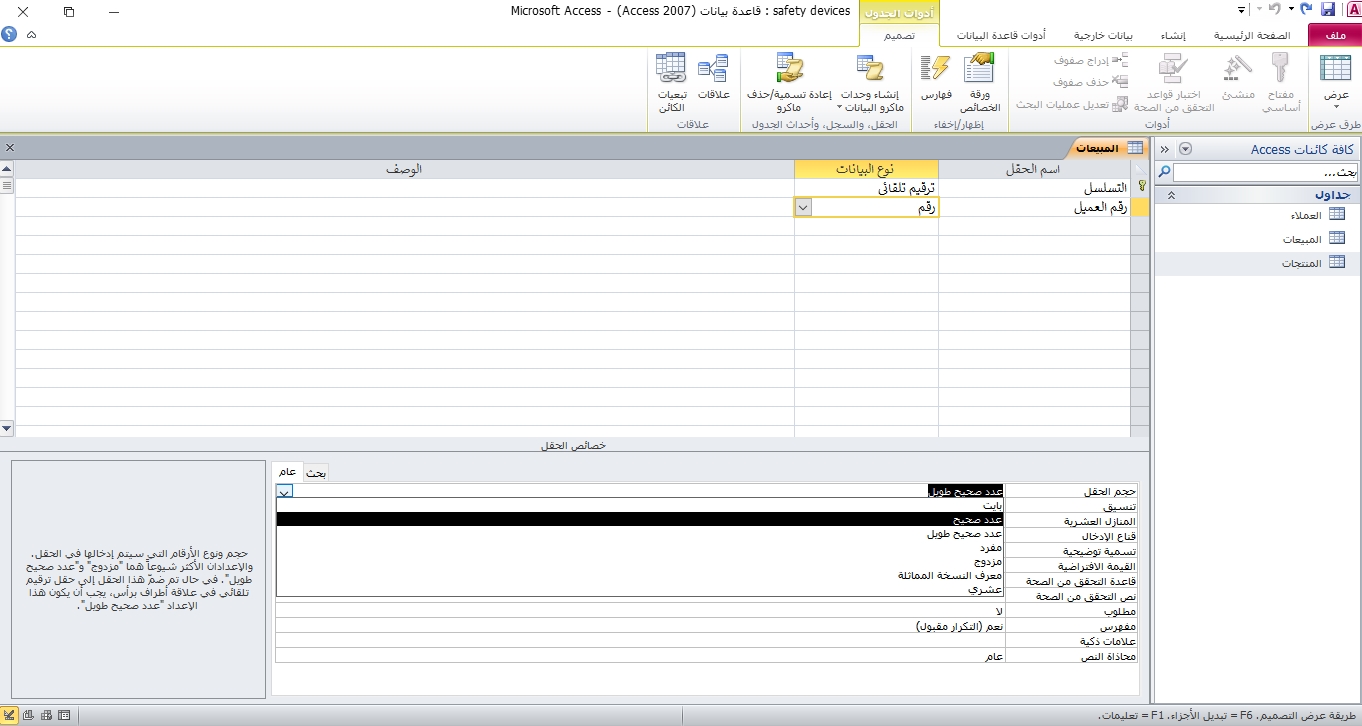 Microsoft Access - (Access 2007) قاعدة بيانات : safety devices
أدوات الجدول
ملف
الصفحة الرئيسية
إنشاء
بيانات خارجية
أدوات قاعدة البيانات
تصميم
عرض
مفتاح أساسي
منشئ
اختبار قواعد التحقق من الصحة
إدراج صفوف
حذف صفوف
تعديل عمليات البحث
ورقة الخصائص
فهارس
إنشاء وحدات ماكرو البيانات
إعادة تسمية/حذف ماكرو
علاقات
تبعيات الكائن
طرق عرض
أدوات
إظهار/إخفاء
الحقل، والسجل، وأحداث الجدول
علاقات
كافة كائنات Access
بحث...
جداول
العملاء
المبيعات
المنتجات
المبيعات
اسم الحقل
نوع البيانات
الوصف
التسلسل
ترقيم تلقائي
رقم العميل
رقم
خصائص الحقل
عام
بحث
حجم الحقل
عدد صحيح طويل
تنسيق
المنازل العشرية
قناع الإدخال
تسمية توضيحية
القيمة الافتراضية
قاعدة التحقق من الصحة
نص التحقق من الصحة
بايت
عدد صحيح
عدد صحيح طويل
مفرد
مزدوج
معرف النسخة المماثلة
عشري
مطلوب
لا
مفهرس
نعم (التكرار مقبول)
علامات ذكية
محاذاة النص
عام
حجم ونوع الأرقام التي سيتم إدخالها في الحقل.
والإعدادان الأكثر شيوعاً هما "مزدوج" و"عدد صحيح
طويل". في حال تم ضمّ هذا الحقل إلى حقل ترقيم
تلقائي في علاقة أطراف برأس، يجب أن يكون هذا
الإعداد "عدد صحيح طويل".
طريقة عرض التصميم. F6 = تبديل الأجزاء. F1 = تعليمات.